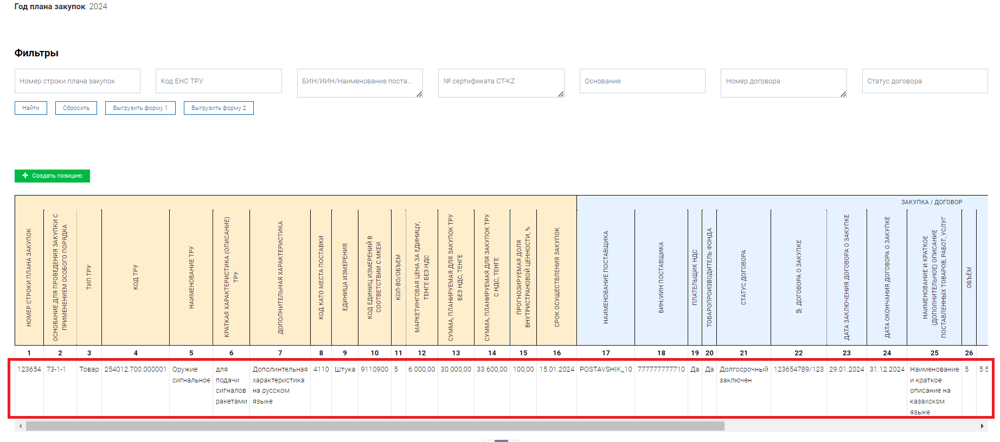 Год плана закупок: 2024
Фильтры
Номер строки плана закупок
Код ЕНС ТРУ
БИН/ИИН/Наименование поста...
№ сертификата CT-KZ
Основание
Номер договора
Статус договора
Найти
Сбросить
Выгрузить форму 1
Выгрузить форму 2
Создать позицию
ЗАКУПКА / ДОГОВОР
НОМЕР СТРОКИ ПЛАНА ЗАКУПОК
ОСНОВАНИЕ ДЛЯ ПРОВЕДЕНИЯ ЗАКУПКИ С
ПРИМЕНЕНИЕМ ОСОБОГО ПОРЯДКА
ТИП ТРУ
КОД ТРУ
НАИМЕНОВАНИЕ ТРУ
КРАТКАЯ ХАРАКТЕРИСТИКА (ОПИСАНИЕ)
ТРУ
ДОПОЛНИТЕЛЬНАЯ ХАРАКТЕРИСТИКА
КОД КАТО МЕСТА ПОСТАВКИ
ЕДИНИЦА ИЗМЕРЕНИЯ
КОД ЕДИНИЦ ИЗМЕРЕНИЙ В
СООТВЕТСТВИИ С МКЕИ
КОЛ-ВО/ОБЪЕМ
МАРКЕТИНГОВАЯ ЦЕНА ЗА ЕДИНИЦУ,
ТЕНГЕ БЕЗ НДС
СУММА, ПЛАНИРУЕМАЯ ДЛЯ ЗАКУПОК ТРУ
БЕЗ НДС, ТЕНГЕ
СУММА, ПЛАНИРУЕМАЯ ДЛЯ ЗАКУПОК ТРУ
С НДС, ТЕНГЕ
ПРОГНОЗИРУЕМАЯ ДОЛЯ
ВНУТРИСТРАНОВОЙ ЦЕННОСТИ, %
СРОК ОСУЩЕСТВЛЕНИЯ ЗАКУПОК
НАИМЕНОВАНИЕ ПОСТАВЩИКА
БИН/ИИН ПОСТАВЩИКА
ПЛАТЕЛЬЩИК НДС
ТОВАРОПРОИЗВОДИТЕЛЬ ФОНДА
СТАТУС ДОГОВОРА
№ ДОГОВОРА О ЗАКУПКЕ
ДАТА ЗАКЛЮЧЕНИЯ ДОГОВОРА О ЗАКУПКЕ
ДАТА ОКОНЧАНИЯ ДОГОВОРА О ЗАКУПКЕ
НАИМЕНОВАНИЕ И КРАТКОЕ
(ДОПОЛНИТЕЛЬНОЕ) ОПИСАНИЕ
ПОСТАВЛЕННЫХ ТОВАРОВ, РАБОТ, УСЛУГ
ОБЪЁМ
1 2 3 4 5 6 7 8 9 10 11 12 13 14 15 16 17 18 19 20 21 22 23 24 25 26
123654 73-1-1 Товар 254012.700.000001 Оружие для Дополинтельная 4110 Штука 9110900 5 6 000,00 30 000,00 33 600,00 100,00 15.01.2024 POSTAVSHIK_10 777777777710 Да Да Долгосрочный 123654789/123 29.01.2024 31.12.2024 Наименование 5 5 5
сигнальное подачи характеристика заключен и краткое
сигналов на русском описание на
ракетами языке казахском
языке